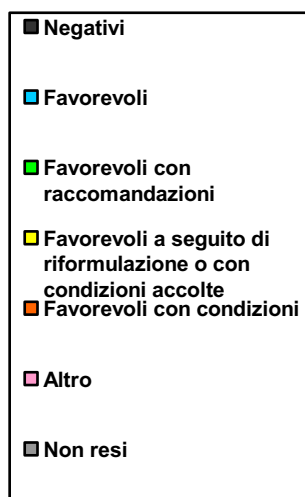 Negativi
Favorevoli
Favorevoli con
raccomandazioni
Favorevoli a seguito di
riformulazione o con
condizioni accolte
Favorevoli con condizioni
Altro
Non resi